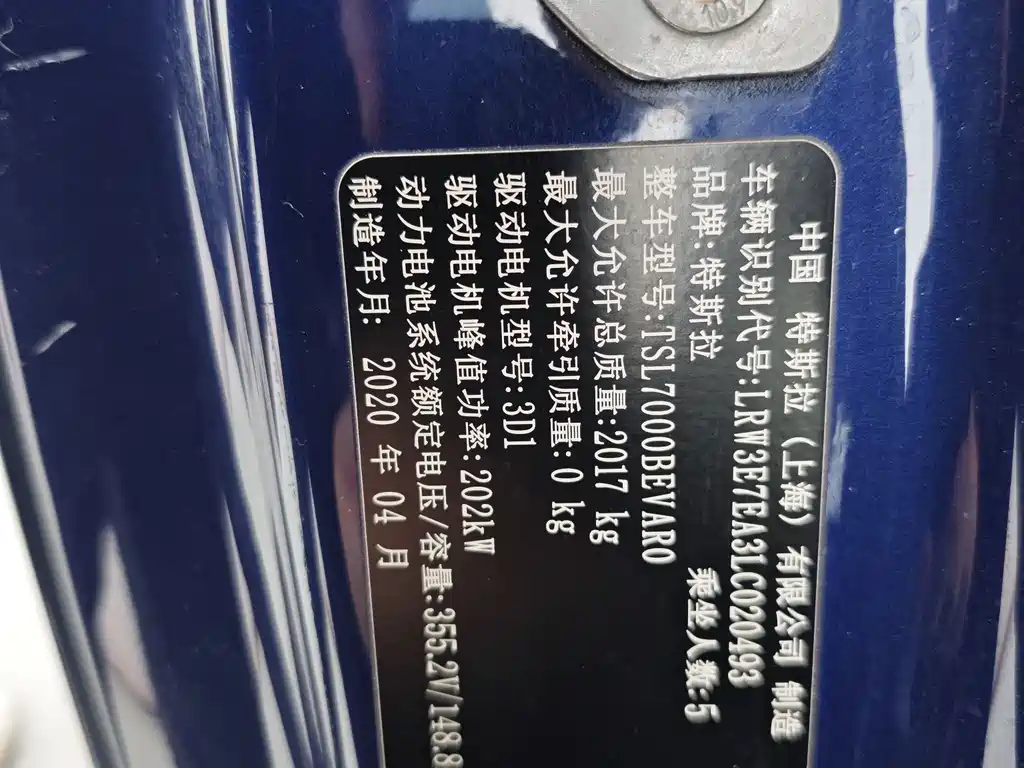 中国 特斯拉（上海）有限公司 制造
车辆识别代号:LRW3E7EA3LC020493
品牌:特斯拉 乘坐人数:5
整车型号:TSL7000BEVAR0
最大允许总质量:2017 kg
最大允许牵引质量:0 kg
驱动电机型号:3D1
驱动电机峰值功率:202kW
动力电池系统额定电压/容量:355.2V/148.8
制造年月: 2020 年 04 月